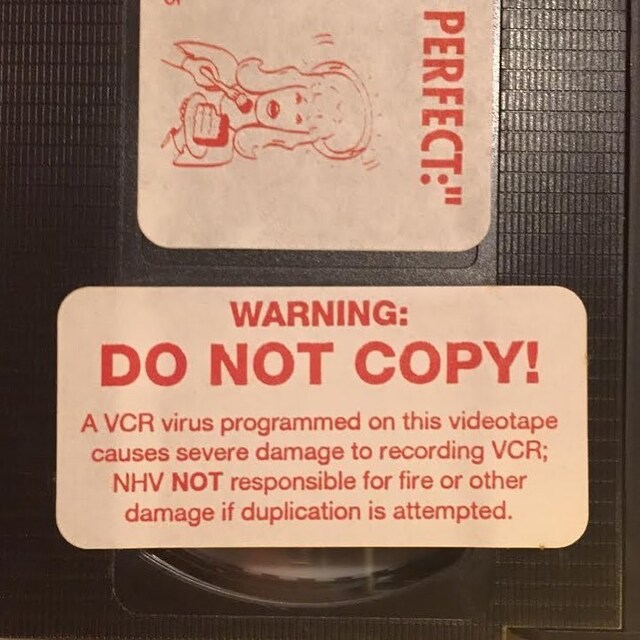 PERFECT:"
WARNING:
DO NOT COPY!
A VCR virus programmed on this videotape
causes severe damage to recording VCR;
NHV NOT responsible for fire or other
damage if duplication is attempted.